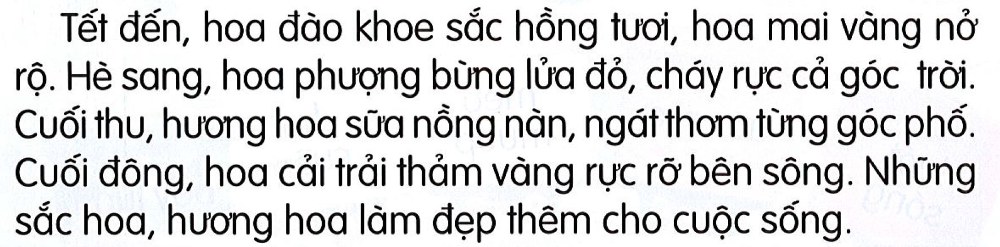 Tết đến, hoa đào khoe sắc hồng tươi, hoa mai vàng nở
rộ. Hè sang, hoa phượng bừng lửa đỏ, cháy rực cả góc trời.
Cuối thu, hương hoa sữa nồng nàn, ngát thơm từng góc phố.
Cuối đông, hoa cải trải thảm vàng rực rỡ bên sông. Những
sắc hoa, hương hoa làm đẹp thêm cho cuộc sống.